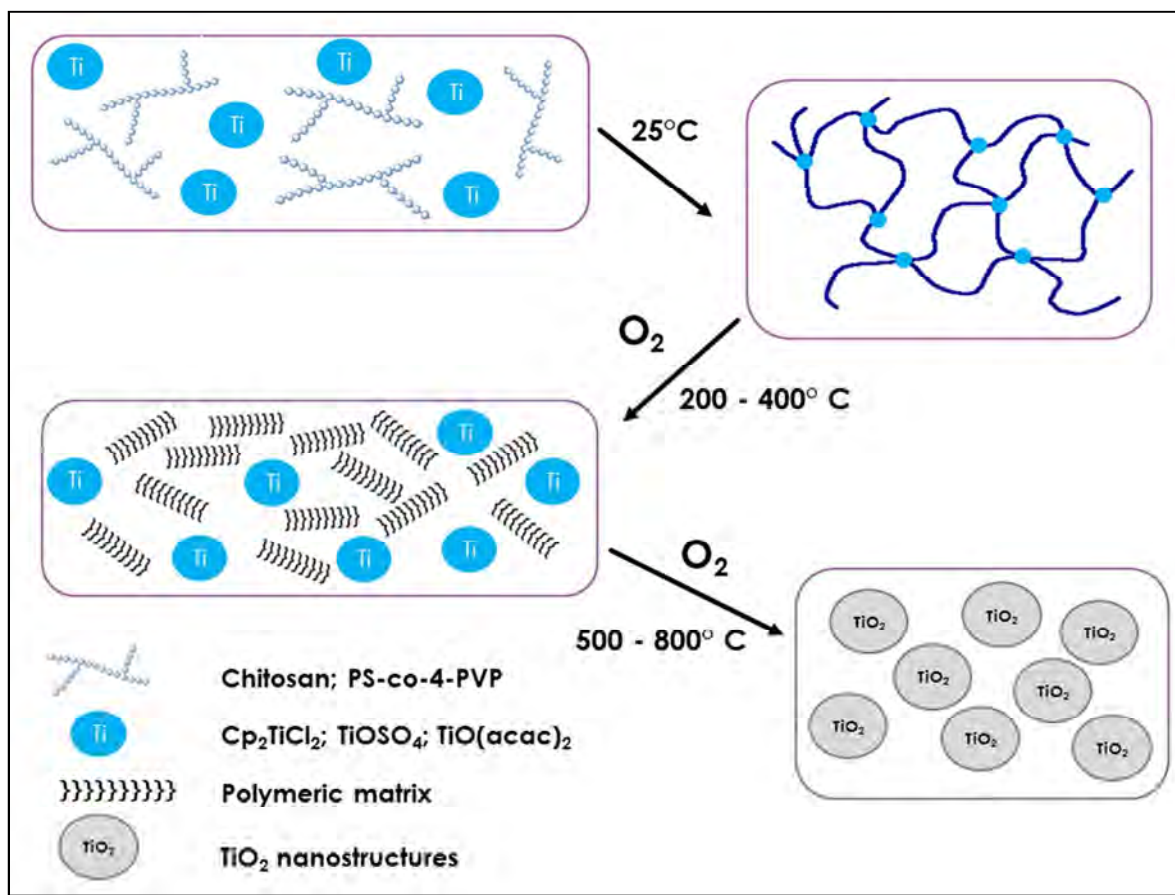 Ti
Ti
Ti
Ti
Ti
Ti
25°C
O₂
200 - 400° C
Ti
Ti
Ti
Ti
Ti
Ti
Ti
O₂
500 - 800° C
TiO₂
TiO₂
TiO₂
TiO₂
TiO₂
TiO₂
TiO₂
TiO₂
Chitosan; PS-co-4-PVP
Ti
Cp₂TiCl₂; TiOSO₄; TiO(acac)₂
}}}}}}}}}} Polymeric matrix
TiO₂
TiO₂ nanostructures